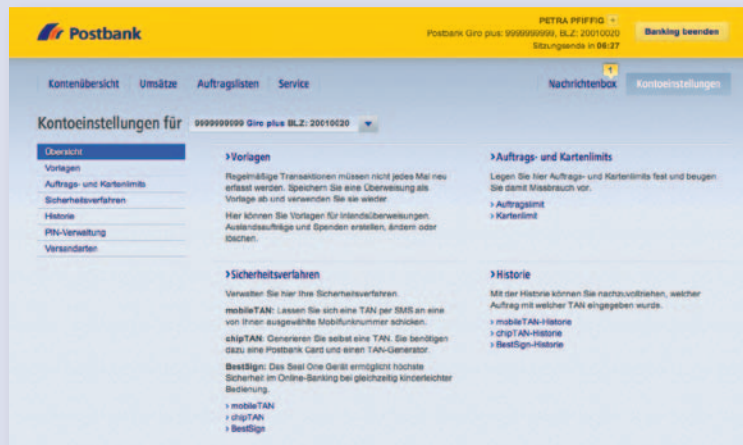 Postbank
PETRA PFIFFIG +
Postbank Giro plus: 9999999999, BLZ: 20010020
Sitzungsende in 06:27
Banking beenden
Kontenübersicht Umsätze Auftragslisten Service
1
Nachrichtenbox Kontoeinstellungen
Kontoeinstellungen für 9999999999 Giro plus BLZ: 20010020
Übersicht
Vorlagen
Auftrags- und Kartenlimits
Sicherheitsverfahren
Historie
PIN-Verwaltung
Versandarten
›Vorlagen
Regelmäßige Transaktionen müssen nicht jedes Mal neu
erfasst werden. Speichern Sie eine Überweisung als
Vorlage ab und verwenden Sie sie wieder.
Hier können Sie Vorlagen für Inlandsüberweisungen,
Auslandsaufträge und Spenden erstellen, ändern oder
löschen.
›Auftrags- und Kartenlimits
Legen Sie hier Auftrags- und Kartenlimits fest und beugen
Sie damit Missbrauch vor.
› Auftragslimit
› Kartenlimit
›Sicherheitsverfahren
Verwalten Sie hier Ihre Sicherheitsverfahren.
mobileTAN: Lassen Sie sich eine TAN per SMS an eine
von Ihnen ausgewählte Mobilfunknummer schicken.
chipTAN: Generieren Sie selbst eine TAN. Sie benötigen
dazu eine Postbank Card und einen TAN-Generator.
BestSign: Das Seal One Gerät ermöglicht höchste
Sicherheit im Online-Banking bei gleichzeitig kinderleichter
Bedienung.
› mobileTAN
› chipTAN
› BestSign
›Historie
Mit der Historie können Sie nachzuvollziehen, welcher
Auftrag mit welcher TAN eingegeben wurde.
› mobileTAN-Historie
› chipTAN-Historie
› BestSign-Historie